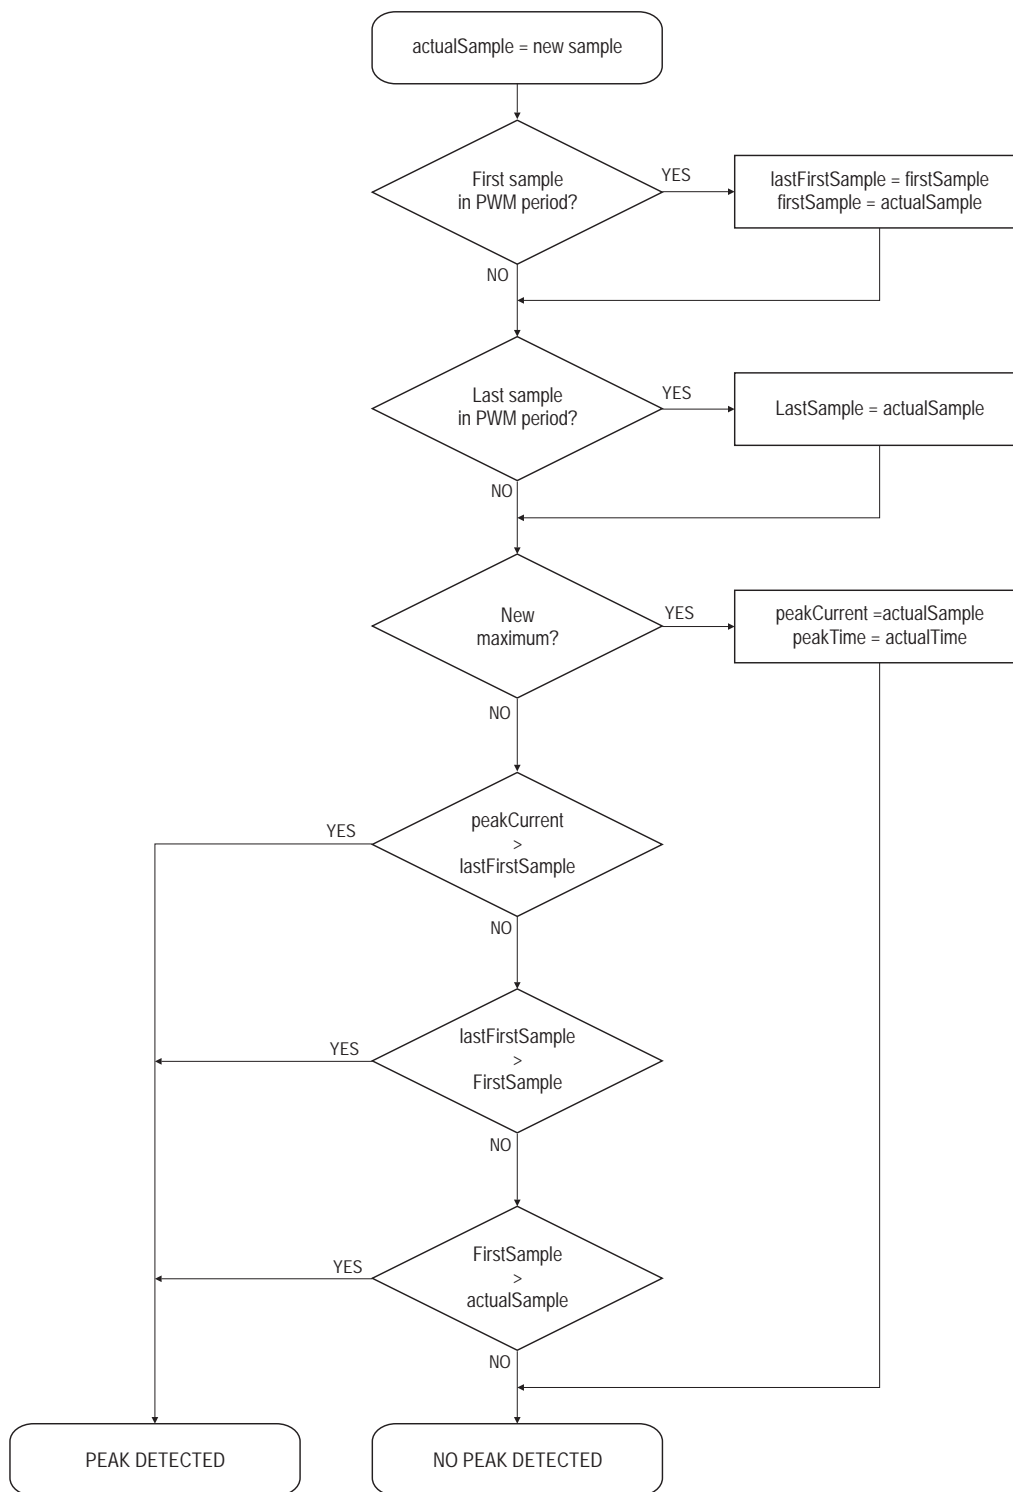 actualSample = new sample
First sample
in PWM period?
YES
lastFirstSample = firstSample
firstSample = actualSample
NO
Last sample
in PWM period?
YES
LastSample = actualSample
NO
New
maximum?
YES
peakCurrent =actualSample
peakTime = actualTime
NO
peakCurrent
>
lastFirstSample
YES
NO
lastFirstSample
>
FirstSample
YES
NO
FirstSample
>
actualSample
YES
NO
PEAK DETECTED
NO PEAK DETECTED